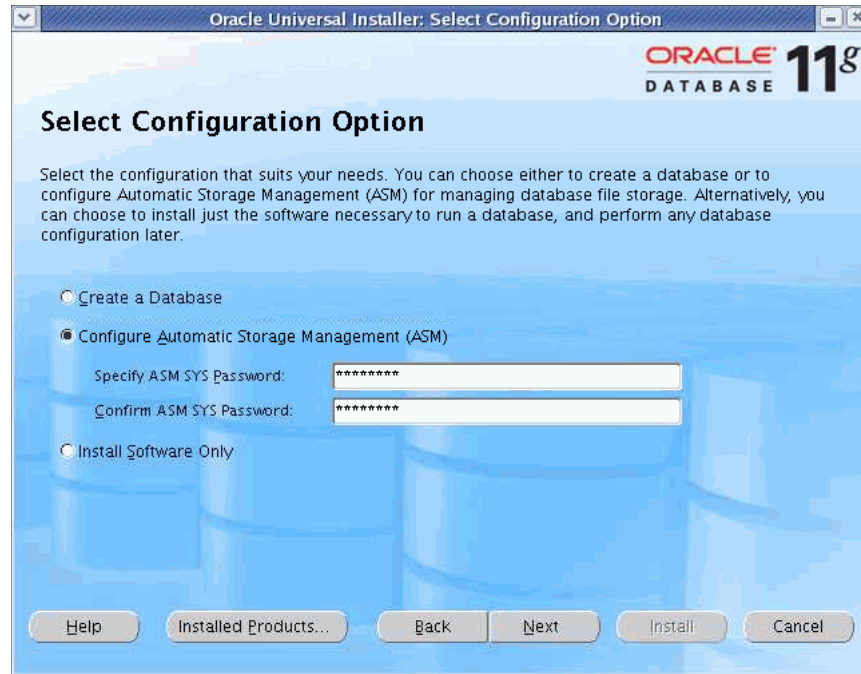 Oracle Universal Installer: Select Configuration Option
ORACLE
DATABASE
11g
Select Configuration Option
Select the configuration that suits your needs. You can choose either to create a database or to
configure Automatic Storage Management (ASM) for managing database file storage. Alternatively, you
can choose to install just the software necessary to run a database, and perform any database
configuration later.
Create a Database
Configure Automatic Storage Management (ASM)
Specify ASM SYS Password: ********
Confirm ASM SYS Password: ********
Install Software Only
Help Installed Products... Back Next Install Cancel